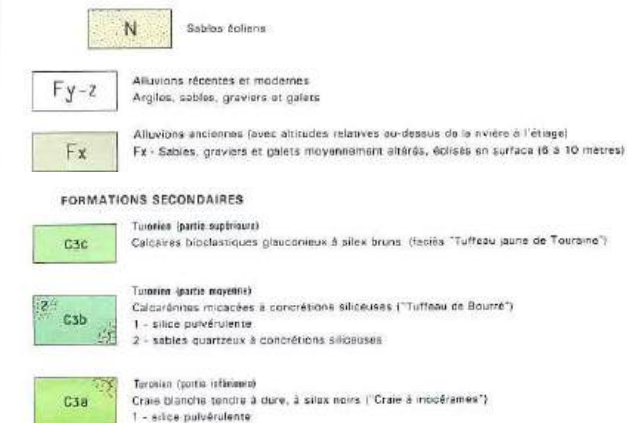 N
Sables éoliens
Fy-z
Alluvions récentes et modernes
Argiles, sables, graviers et galets
Fx
Alluvions anciennes (avec altitudes relatives au-dessus de la rivière à l'étiage)
Fx - Sables, graviers et galets moyennement altérés, éolisés en surface (6 à 10 mètres)
FORMATIONS SECONDAIRES
C3c
Turonien (partie supérieure)
Calcaires bioclastiques glauconieux à silex bruns (faciès "Tuffeau jaune de Touraine")
2
C3b
1
Turonien (partie moyenne)
Calcarénites micacées à concrétions siliceuses ("Tuffeau de Bourré")
1 - silice pulvérulente
2 - sables quartzeux à concrétions siliceuses
C3a
Turonien (partie inférieure)
Craie blanche tendre à dure, à silex noirs ("Craie à inocérames")
1 - silice pulvérulente